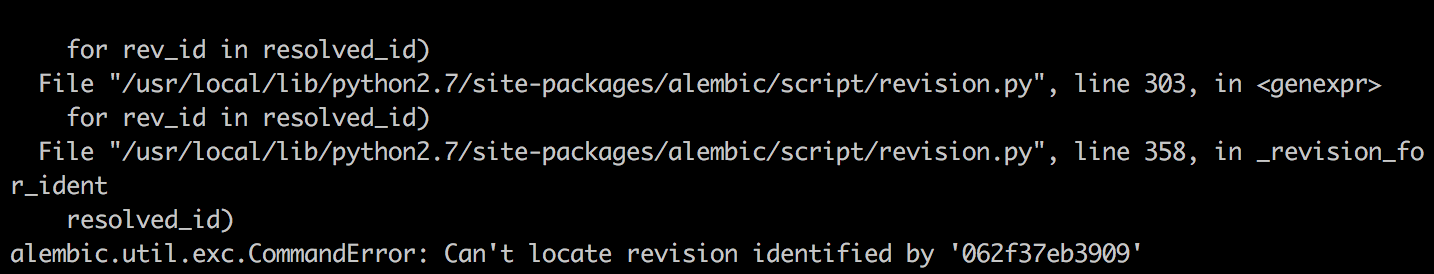 for rev_id in resolved_id)
  File "/usr/local/lib/python2.7/site-packages/alembic/script/revision.py", line 303, in <genexpr>
    for rev_id in resolved_id)
  File "/usr/local/lib/python2.7/site-packages/alembic/script/revision.py", line 358, in _revision_fo
r_ident
    resolved_id)
alembic.util.exc.CommandError: Can't locate revision identified by '062f37eb3909'